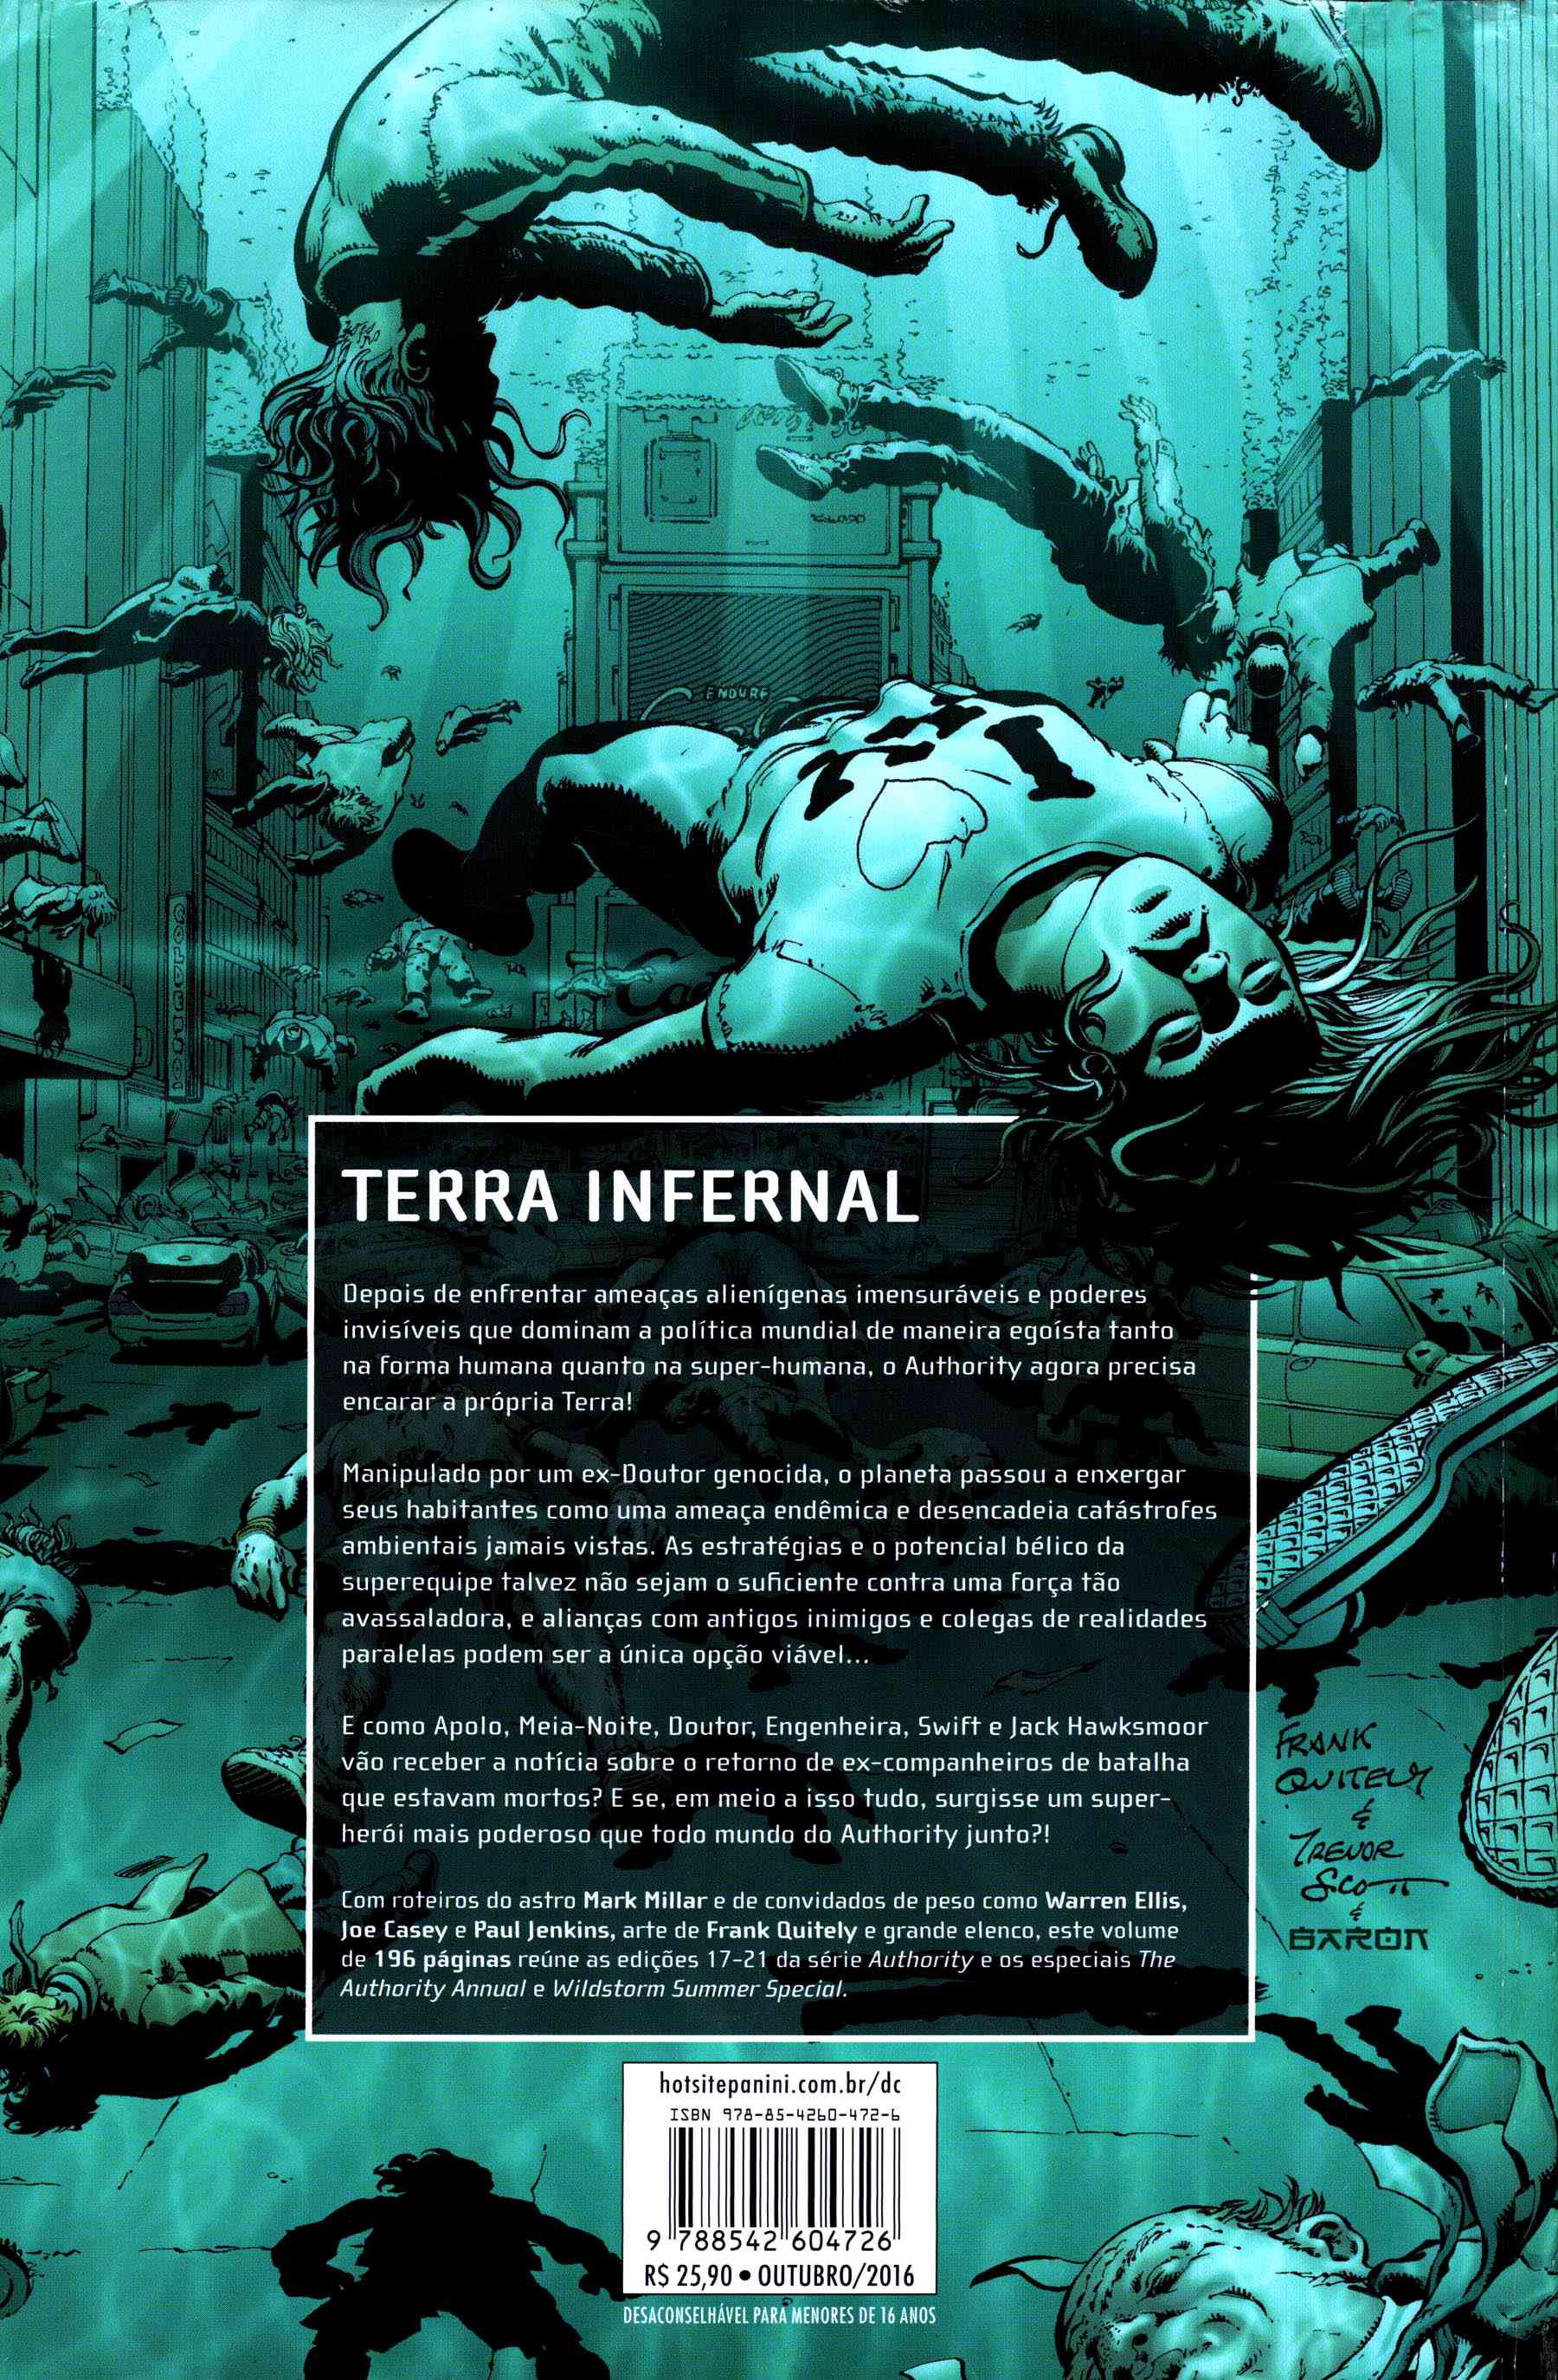 ENDURE
#1
GOLDENBOI
TERRA INFERNAL
Depois de enfrentar ameaças alienígenas imensuráveis e poderes
invisíveis que dominam a política mundial de maneira egoísta tanto
na forma humana quanto na super-humana, o Authority agora precisa
encarar a própria Terra!
Manipulado por um ex-Doutor genocida, o planeta passou a enxergar
seus habitantes como uma ameaça endêmica e desencadeia catástrofes
ambientais jamais vistas. As estratégias e o potencial bélico da
superequipe talvez não sejam o suficiente contra uma força tão
avassaladora, e alianças com antigos inimigos e colegas de realidades
paralelas podem ser a única opção viável...
E como Apolo, Meia-Noite, Doutor, Engenheira, Swift e Jack Hawksmoor
vão receber a notícia sobre o retorno de ex-companheiros de batalha
que estavam mortos? E se, em meio a isso tudo, surgisse um super-
herói mais poderoso que todo mundo do Authority junto?!
Com roteiros do astro Mark Millar e de convidados de peso como Warren Ellis,
Joe Casey e Paul Jenkins, arte de Frank Quitely e grande elenco, este volume
de 196 páginas reúne as edições 17-21 da série Authority e os especiais The
Authority Annual e Wildstorm Summer Special.
FRANK
QUITELY
&
TREVOR
SCOTT
&
BARON
hotsitepanini.com.br/dc
ISBN 978-85-4260-472-6
9 788542 604726
R$ 25,90 • OUTUBRO/2016
DESACONSELHÁVEL PARA MENORES DE 16 ANOS